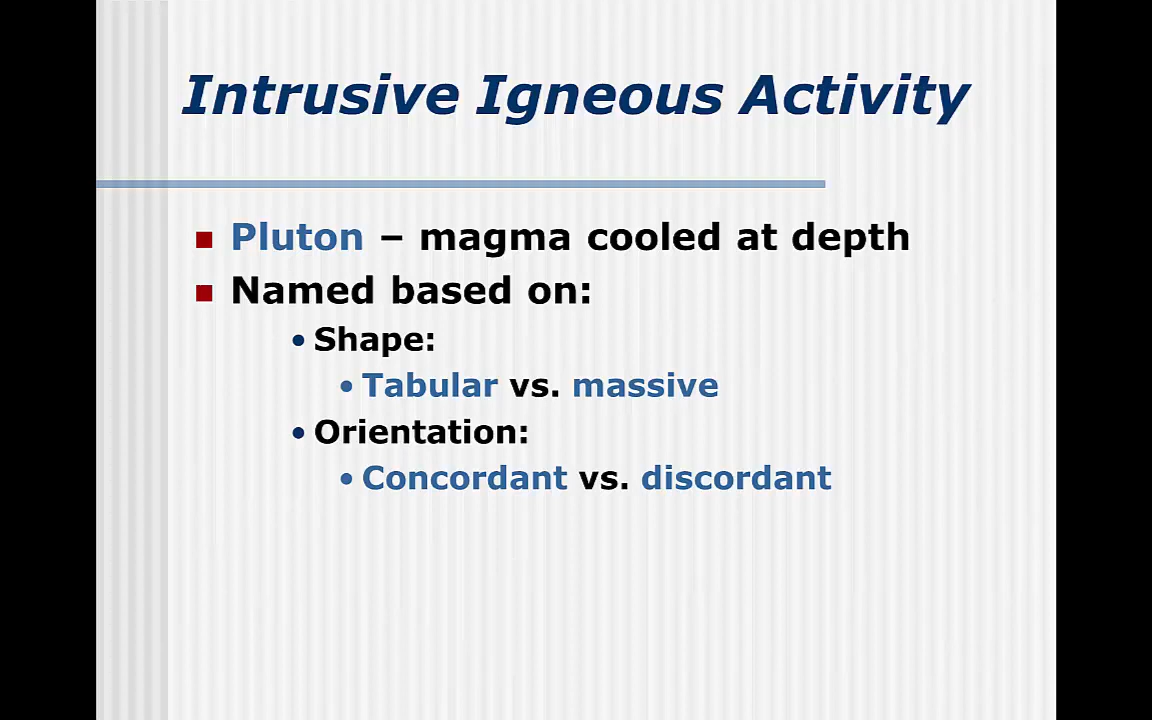 Intrusive Igneous Activity
Pluton – magma cooled at depth
Named based on:
Shape:
Tabular vs. massive
Orientation:
Concordant vs. discordant